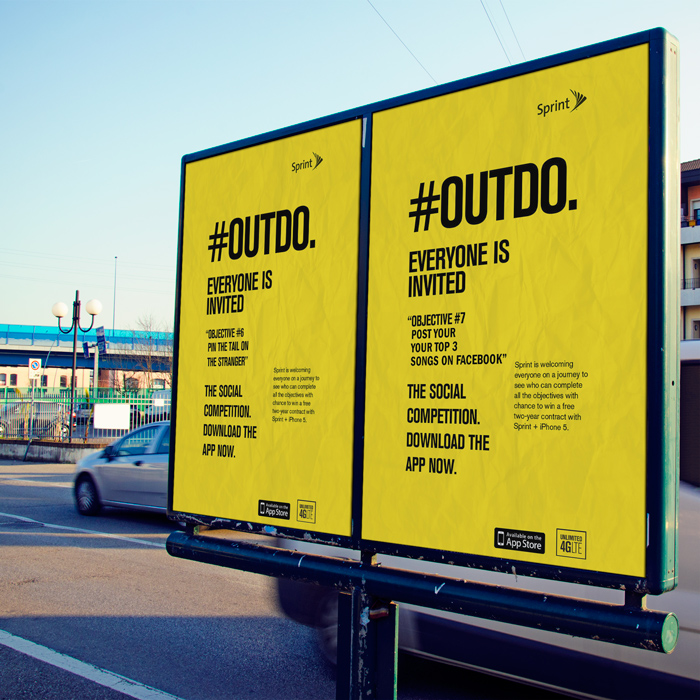 Sprint
#OUTDO.
EVERYONE IS
INVITED
“OBJECTIVE #6
PIN THE TAIL ON
THE STRANGER”
THE SOCIAL
COMPETITION.
DOWNLOAD THE
APP NOW.
Sprint is welcoming
everyone on a journey to
see who can complete
all the objectives with
chance to win a free
two-year contract with
Sprint + iPhone 5.
Available on the
App Store
UNLIMITED
4GLTE
Sprint
#OUTDO.
EVERYONE IS
INVITED
“OBJECTIVE #7
POST YOUR
YOUR TOP 3
SONGS ON FACEBOOK”
THE SOCIAL
COMPETITION.
DOWNLOAD THE
APP NOW.
Sprint is welcoming
everyone on a journey to
see who can complete
all the objectives with
chance to win a free
two-year contract with
Sprint + iPhone 5.
Available on the
App Store
UNLIMITED
4GLTE